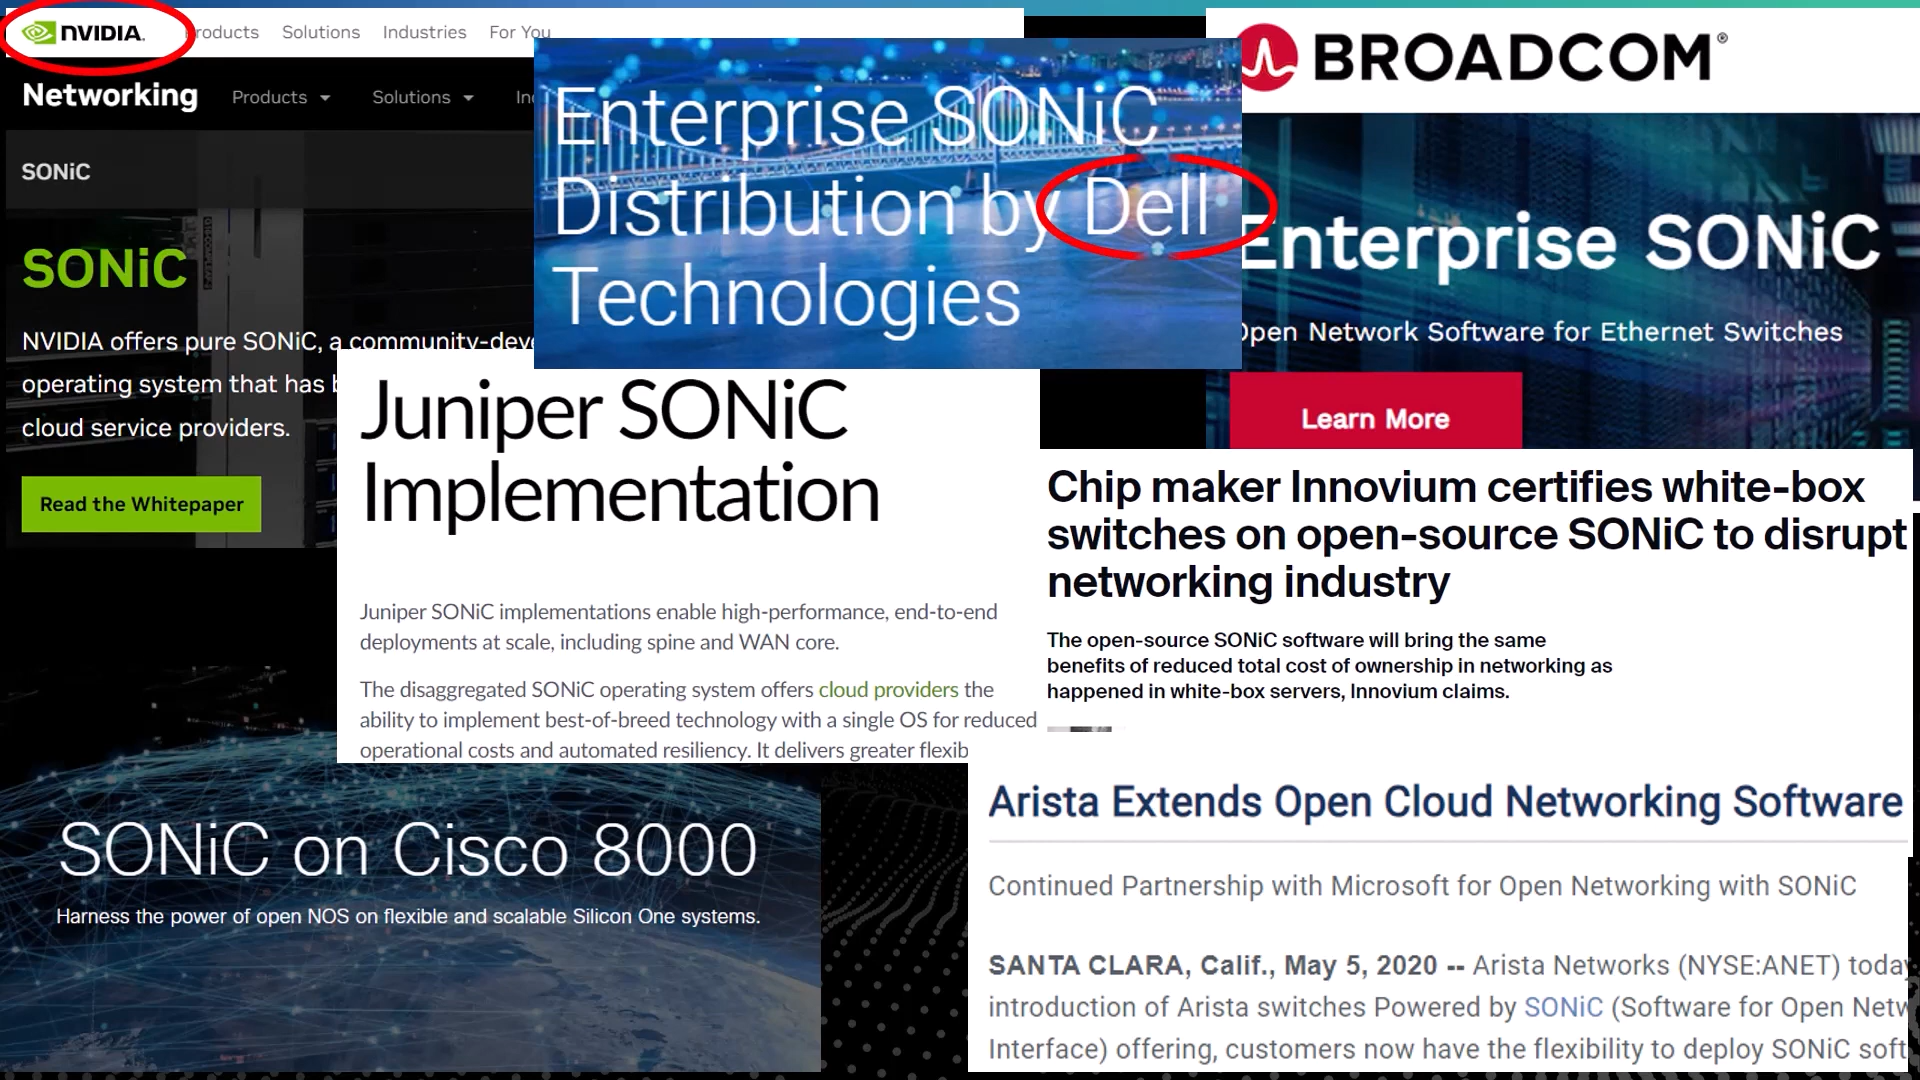 NVIDIA.
Products Solutions Industries For You
Networking Products Solutions
SONiC
SONiC
NVIDIA offers pure SONiC, a community-deve
operating system that has b
cloud service providers.
Read the Whitepaper
Enterprise SONiC
Distribution by Dell
Technologies
BROADCOM®
Enterprise SONiC
Open Network Software for Ethernet Switches
Learn More
Juniper SONiC
Implementation
Juniper SONiC implementations enable high-performance, end-to-end
deployments at scale, including spine and WAN core.
The disaggregated SONiC operating system offers cloud providers the
ability to implement best-of-breed technology with a single OS for reduced
operational costs and automated resiliency. It delivers greater flexib
Chip maker Innovium certifies white-box
switches on open-source SONiC to disrupt
networking industry
The open-source SONiC software will bring the same
benefits of reduced total cost of ownership in networking as
happened in white-box servers, Innovium claims.
SONiC on Cisco 8000
Harness the power of open NOS on flexible and scalable Silicon One systems.
Arista Extends Open Cloud Networking Software
Continued Partnership with Microsoft for Open Networking with SONiC
SANTA CLARA, Calif., May 5, 2020 -- Arista Networks (NYSE:ANET) today
introduction of Arista switches Powered by SONiC (Software for Open Netw
Interface) offering, customers now have the flexibility to deploy SONiC soft